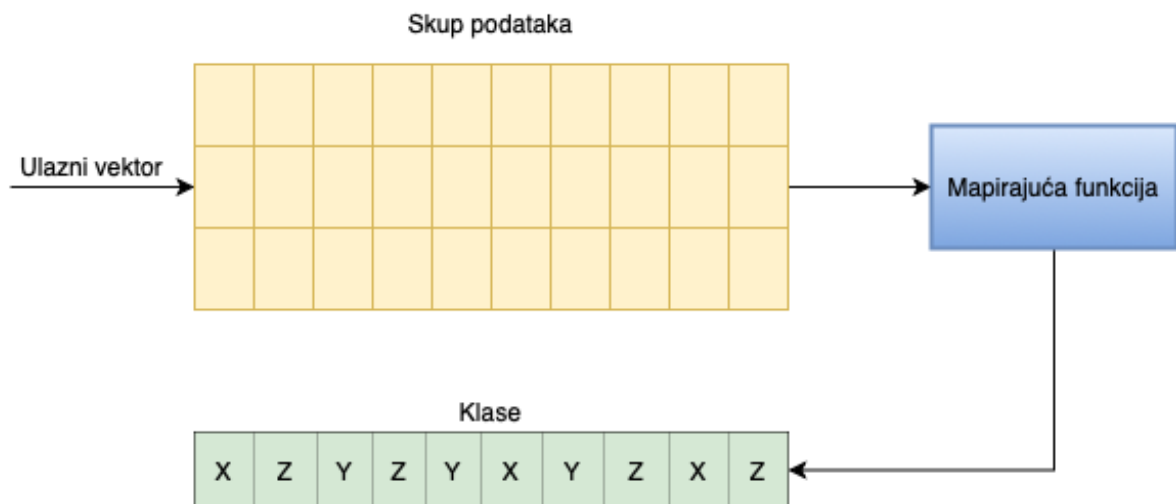 Skup podataka
Ulazni vektor
Mapirajuća funkcija
Klase
X Z Y Z Y X Y Z X Z